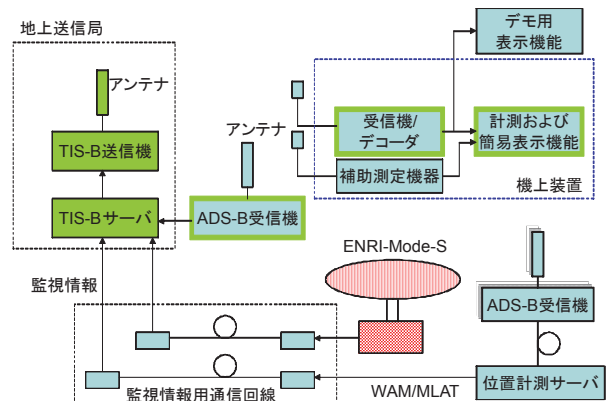 地上送信局
アンテナ
TIS-B送信機
TIS-Bサーバ
アンテナ
ADS-B受信機
デモ用
表示機能
受信機/
デコーダ
計測および
簡易表示機能
補助測定機器
機上装置
監視情報
ENRI-Mode-S
ADS-B受信機
監視情報用通信回線
WAM/MLAT
位置計測サーバ